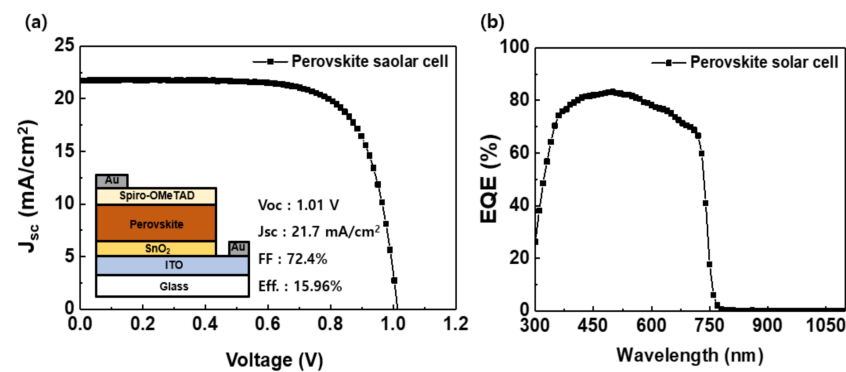 (a)
25
20
15
10
5
0
J_sc (mA/cm²)
Perovskite saolar cell
Au
Spiro-OMeTAD
Perovskite
SnO₂
Au
ITO
Glass
Voc : 1.01 V
Jsc : 21.7 mA/cm²
FF : 72.4%
Eff. : 15.96%
0.0 0.2 0.4 0.6 0.8 1.0 1.2
Voltage (V)
(b)
100
80
60
40
20
0
EQE (%)
Perovskite solar cell
300 450 600 750 900 1050
Wavelength (nm)